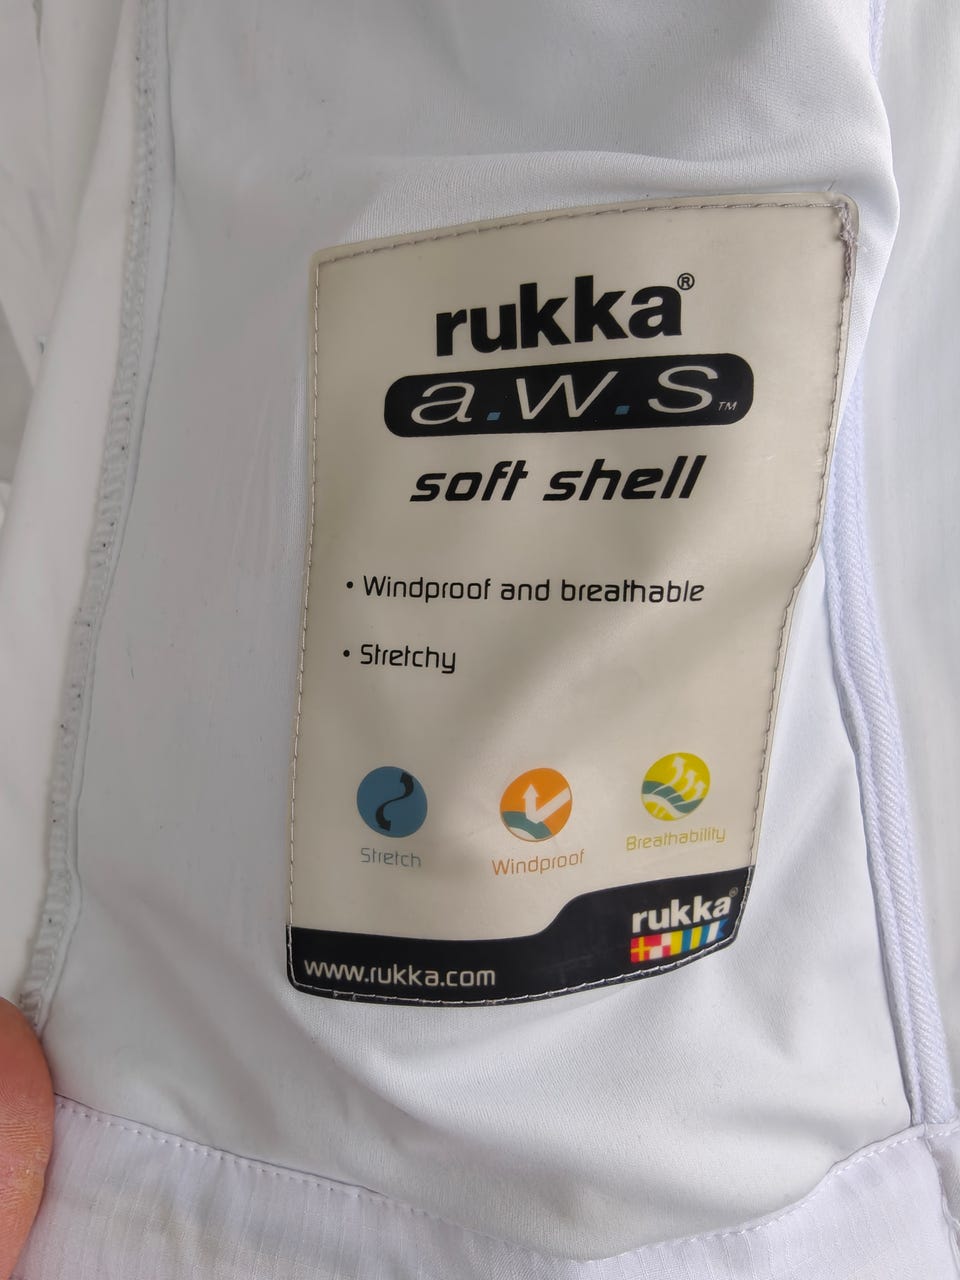 rukka®
a.w.s™
soft shell
• Windproof and breathable
• Stretchy
Stretch
Windproof
Breathability
rukka®
www.rukka.com